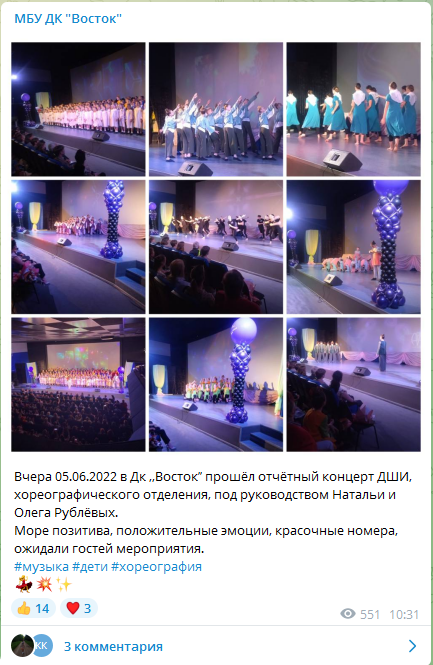 МБУ ДК "Восток"
Вчера 05.06.2022 в Дк ,,Восток” прошёл отчётный концерт ДШИ,
хореографического отделения, под руководством Натальи и
Олега Рублёвых.
Море позитива, положительные эмоции, красочные номера,
ожидали гостей мероприятия.
#музыка #дети #хореография
💃💥✨
👍 14 ❤️ 3 551 10:31
КК 3 комментария